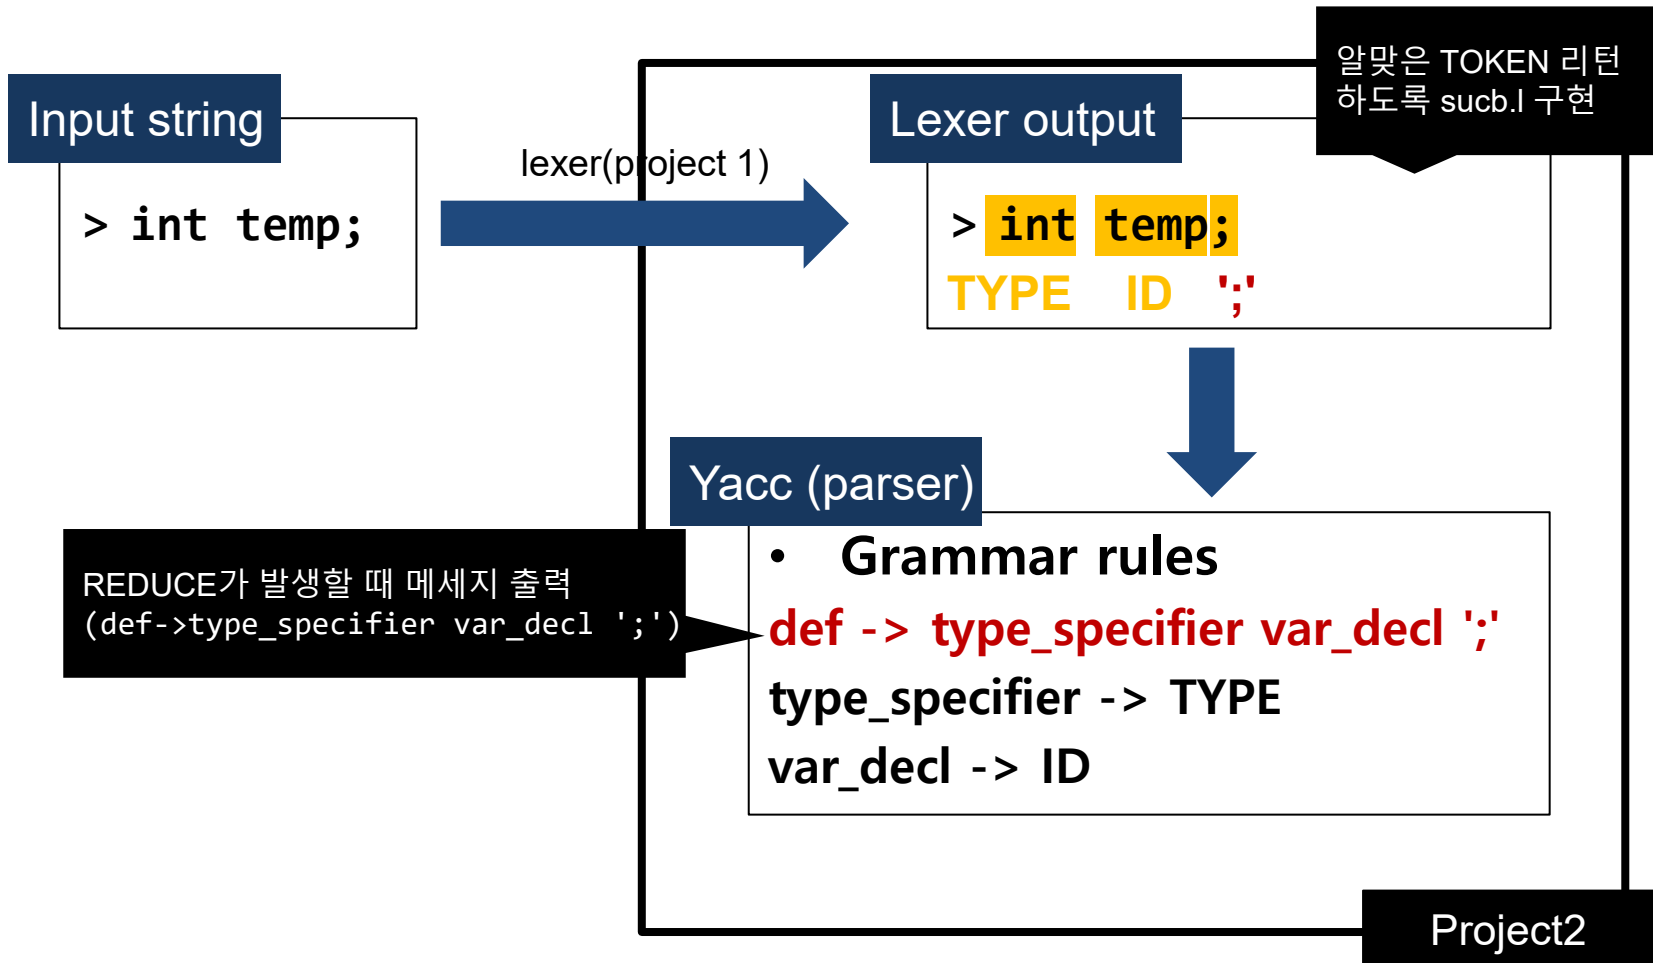 Input string
> int temp;
lexer(project 1)
Lexer output
알맞은 TOKEN 리턴
하도록 sucb.l 구현
> int temp;
TYPE ID ';'
Yacc (parser)
• Grammar rules
def -> type_specifier var_decl ';'
type_specifier -> TYPE
var_decl -> ID
REDUCE가 발생할 때 메세지 출력
(def->type_specifier var_decl ';')
Project2